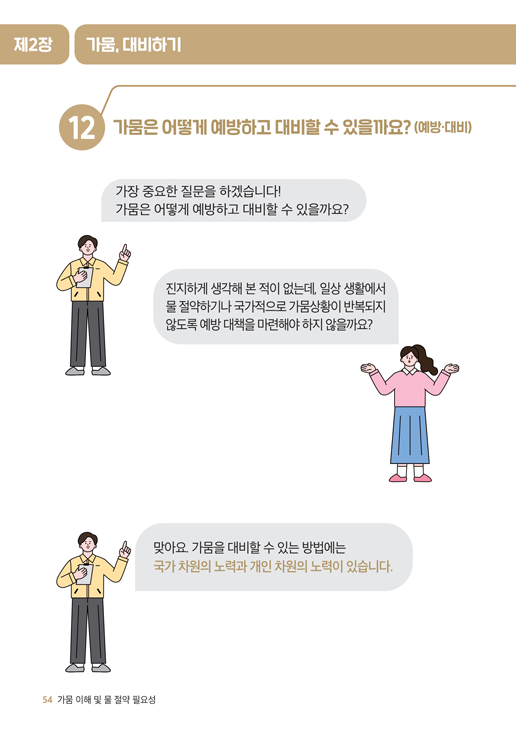 제2장 가뭄, 대비하기
12 가뭄은 어떻게 예방하고 대비할 수 있을까요? (예방·대비)
가장 중요한 질문을 하겠습니다!
가뭄은 어떻게 예방하고 대비할 수 있을까요?
진지하게 생각해 본 적이 없는데, 일상 생활에서
물 절약하기나 국가적으로 가뭄상황이 반복되지
않도록 예방 대책을 마련해야 하지 않을까요?
맞아요. 가뭄을 대비할 수 있는 방법에는
국가 차원의 노력과 개인 차원의 노력이 있습니다.
54 가뭄 이해 및 물 절약 필요성